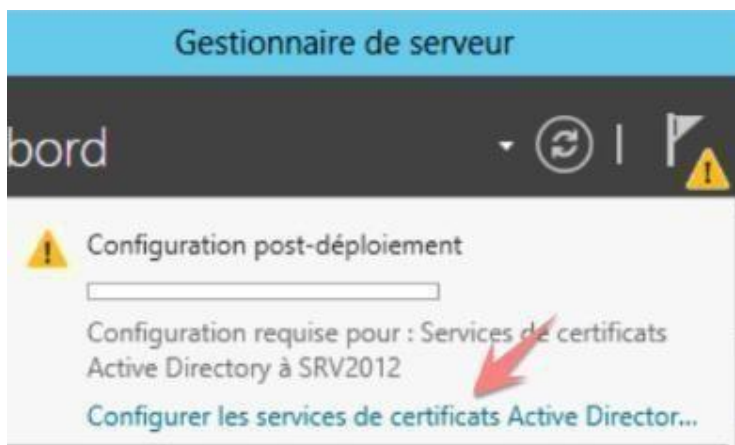 Gestionnaire de serveur
bord
Configuration post-déploiement
Configuration requise pour : Services de certificats
Active Directory à SRV2012
Configurer les services de certificats Active Director...